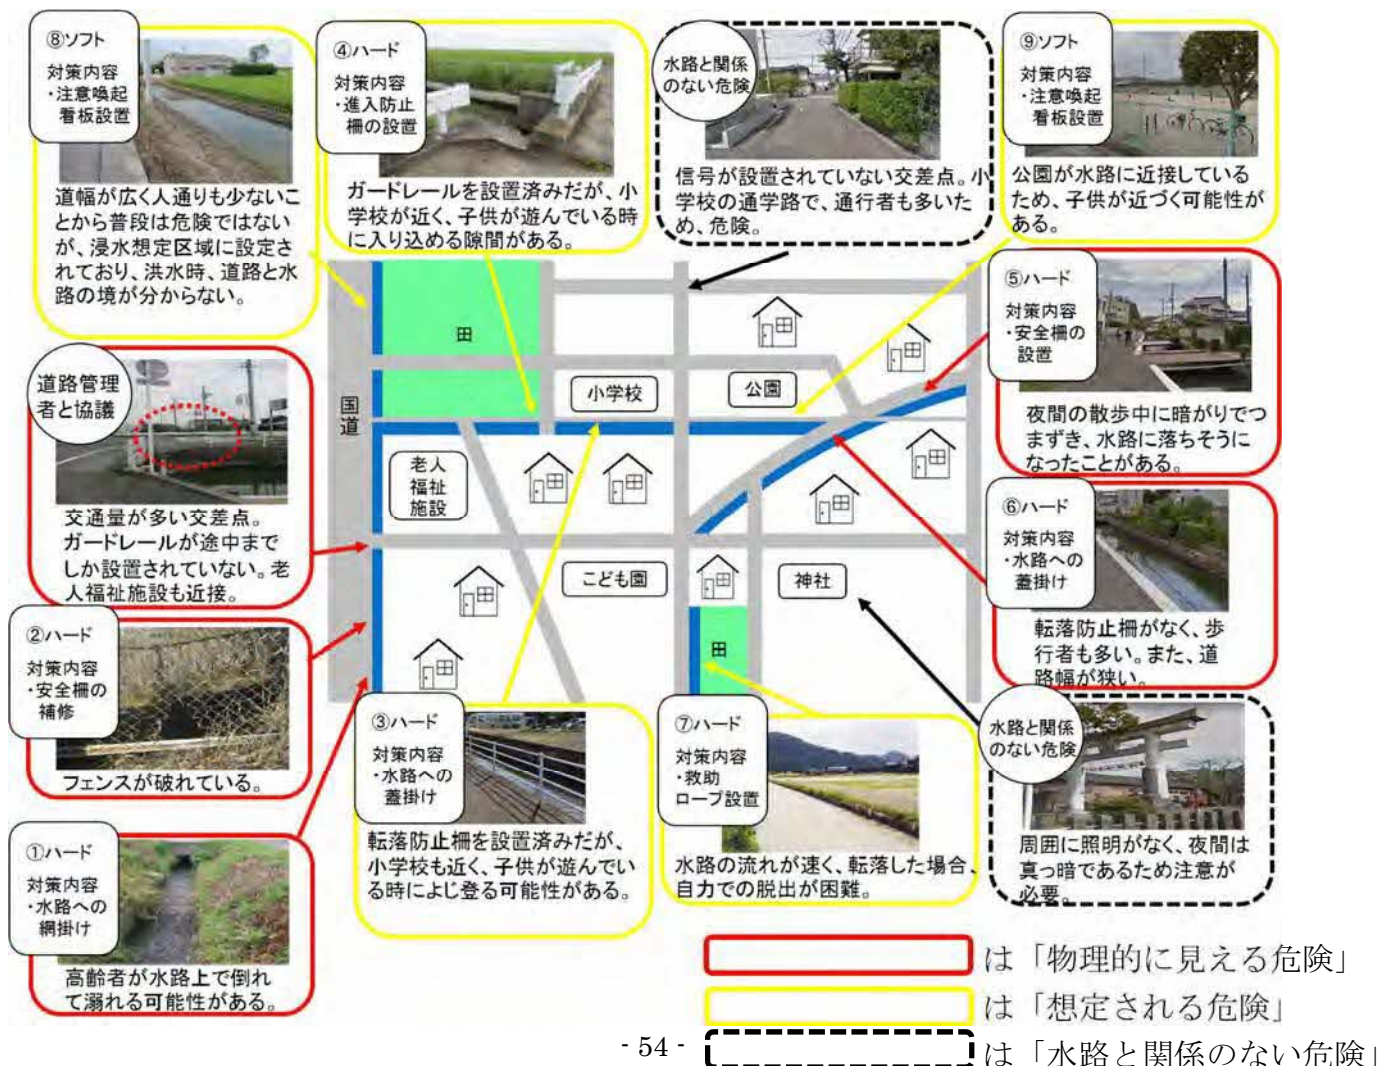 ⑧ソフト
対策内容
・注意喚起
看板設置
道幅が広く人通りも少ないこ
とから普段は危険ではない
が、浸水想定区域に設定さ
れており、洪水時、道路と水
路の境が分からない。
④ハード
対策内容
・進入防止
柵の設置
ガードレールを設置済みだが、小
学校が近く、子供が遊んでいる時
に入り込める隙間がある。
水路と関係
のない危険
信号が設置されていない交差点。小
学校の通学路で、通行者も多いた
め、危険。
⑨ソフト
対策内容
・注意喚起
看板設置
公園が水路に近接している
ため、子供が近づく可能性が
ある。
⑤ハード
対策内容
・安全柵の
設置
夜間の散歩中に暗がりでつ
まずき、水路に落ちそうに
なったことがある。
道路管理
者と協議
交通量が多い交差点。
ガードレールが途中まで
しか設置されていない。老
人福祉施設も近接。
国道
田
小学校
公園
老人
福祉
施設
こども園
神社
田
⑥ハード
対策内容
・水路への
蓋掛け
転落防止柵がなく、歩
行者も多い。また、道
路幅が狭い。
②ハード
対策内容
・安全柵の
補修
フェンスが破れている。
①ハード
対策内容
・水路への
網掛け
高齢者が水路上で倒れ
て溺れる可能性がある。
③ハード
対策内容
・水路への
蓋掛け
転落防止柵を設置済みだが、
小学校も近く、子供が遊んでい
る時によじ登る可能性がある。
⑦ハード
対策内容
・救助
ロープ設置
水路の流れが速く、転落した場合、
自力での脱出が困難。
水路と関係
のない危険
周囲に照明がなく、夜間は
真っ暗であるため注意が
必要。
は「物理的に見える危険」
は「想定される危険」
は「水路と関係のない危険」
- 54 -